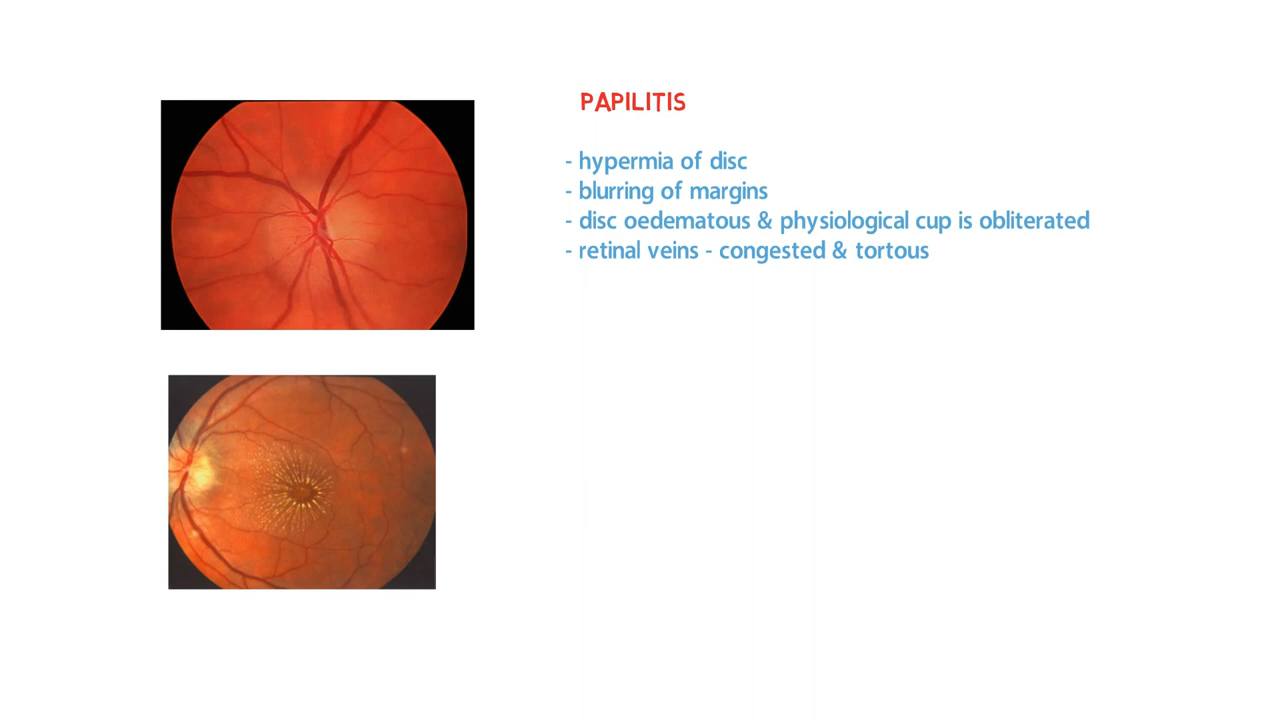 PAPILITIS
- hypermia of disc
- blurring of margins
- disc oedematous & physiological cup is obliterated
- retinal veins - congested & tortous